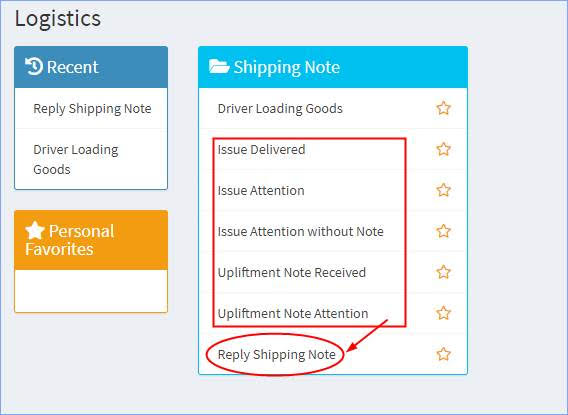 Logistics
Recent
Reply Shipping Note
Driver Loading
Goods
Personal
Favorites
Shipping Note
Driver Loading Goods
Issue Delivered
Issue Attention
Issue Attention without Note
Upliftment Note Received
Upliftment Note Attention
Reply Shipping Note